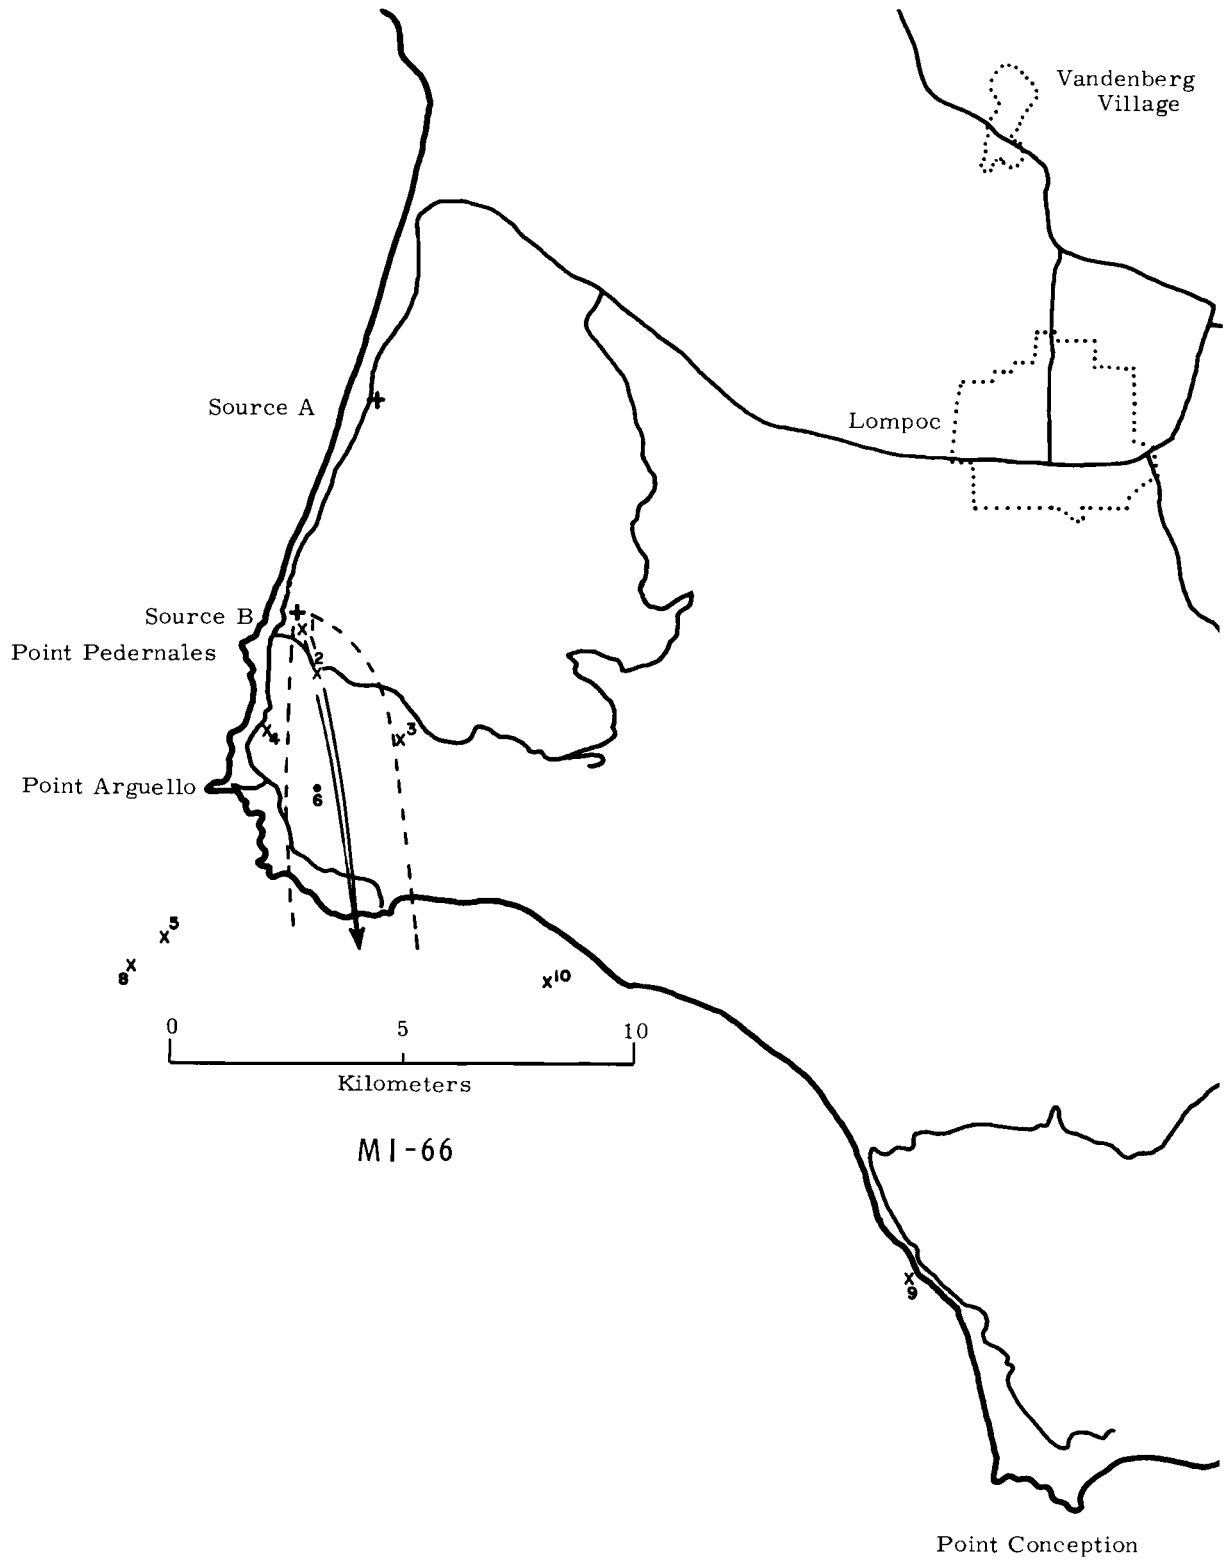 Vandenberg
Village
Source A
Lompoc
Source B
1
Point Pedernales
2
3
4
Point Arguello
6
5
8
10
0 5 10
Kilometers
MI-66
9
Point Conception